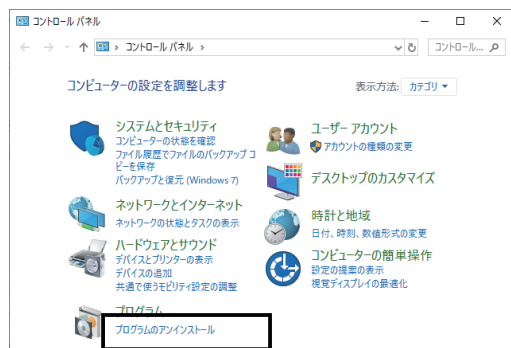 コントロール パネル
コントロール パネル
コントロール...
コンピューターの設定を調整します
表示方法: カテゴリ
システムとセキュリティ
コンピューターの状態を確認
ファイル履歴でファイルのバックアップ コ
ピーを保存
バックアップと復元 (Windows 7)
ネットワークとインターネット
ネットワークの状態とタスクの表示
ハードウェアとサウンド
デバイスとプリンターの表示
デバイスの追加
共通で使うモビリティ設定の調整
プログラム
プログラムのアンインストール
ユーザー アカウント
アカウントの種類の変更
デスクトップのカスタマイズ
時計と地域
日付、時刻、数値形式の変更
コンピューターの簡単操作
設定の提案の表示
視覚ディスプレイの最適化